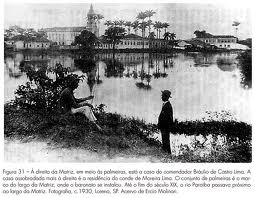 Figura 31 – À direita da Matriz, em meio às palmeiras, está a casa do comendador Bráulio de Castro Lima. A
casa assobradada mais à direita é a residência do conde de Moreira Lima. O conjunto de palmeiras é o mar-
co do largo da Matriz, onde o baronato se instalou. Até o fim do século XIX, o rio Paraíba passava próximo
ao largo da Matriz. Fotografia, c.1930, Lorena, SP. Acervo de Ercio Molinari.